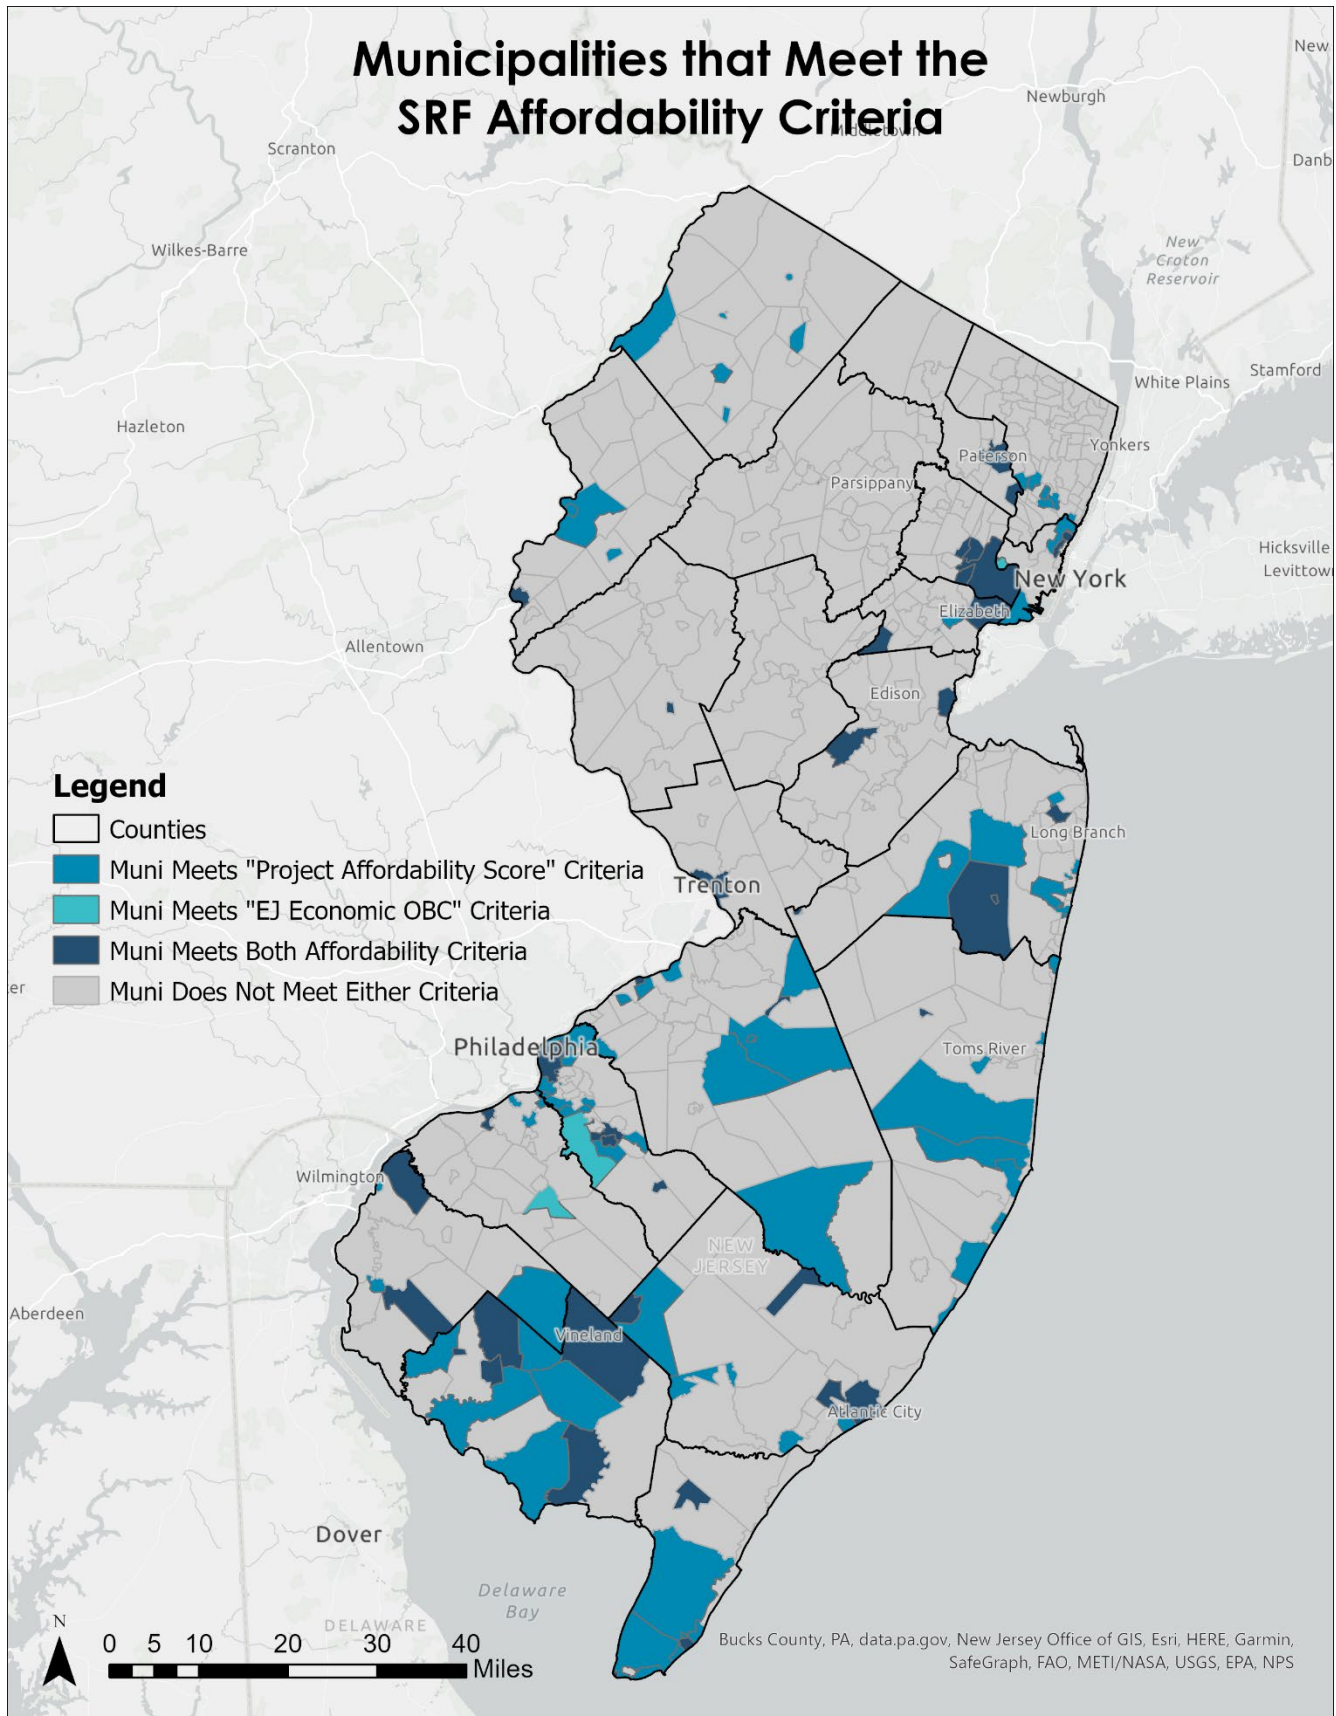 Municipalities that Meet the
SRF Affordability Criteria
New
Newburgh
Middletown
Scranton
Danb
Wilkes-Barre
New
Croton
Reservoir
White Plains
Stamford
Hazleton
Yonkers
Paterson
Parsippany
Hicksville
Levittown
New York
Elizabeth
Allentown
Edison
Legend
Counties
Muni Meets "Project Affordability Score" Criteria
Muni Meets "EJ Economic OBC" Criteria
Muni Meets Both Affordability Criteria
Muni Does Not Meet Either Criteria
Long Branch
Trenton
er
Philadelphia
Toms River
Wilmington
NEW
JERSEY
Aberdeen
Vineland
Atlantic City
Dover
Delaware
Bay
DELAWARE
N
0 5 10 20 30 40
Miles
Bucks County, PA, data.pa.gov, New Jersey Office of GIS, Esri, HERE, Garmin,
SafeGraph, FAO, METI/NASA, USGS, EPA, NPS